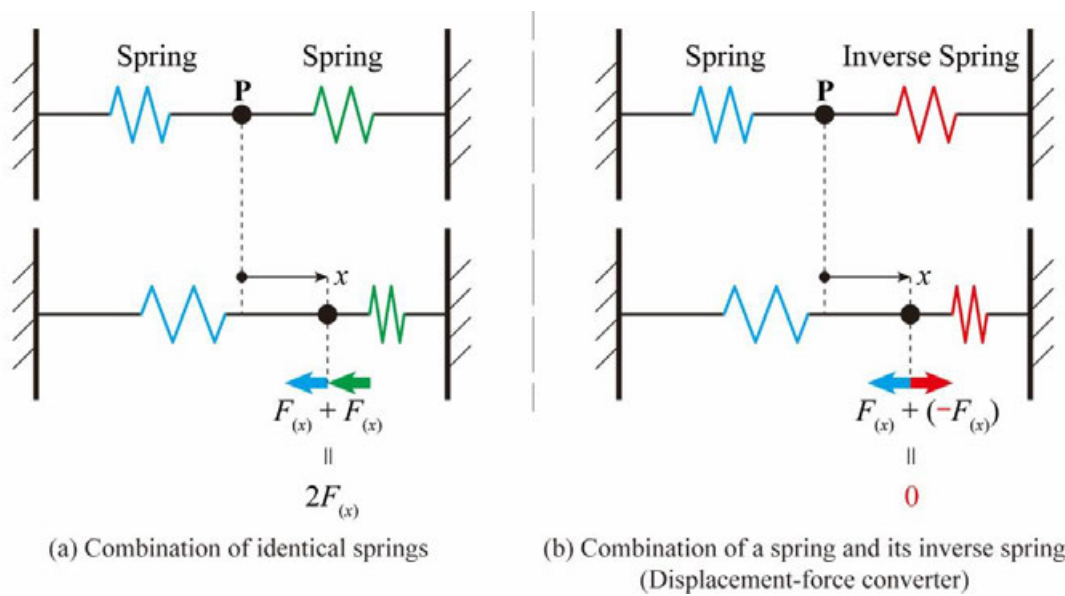 Spring
Spring
P
x
F(x) + F(x)
=
2F(x)
(a) Combination of identical springs
Spring
Inverse Spring
P
x
F(x) + (−F(x))
=
0
(b) Combination of a spring and its inverse spring
(Displacement-force converter)